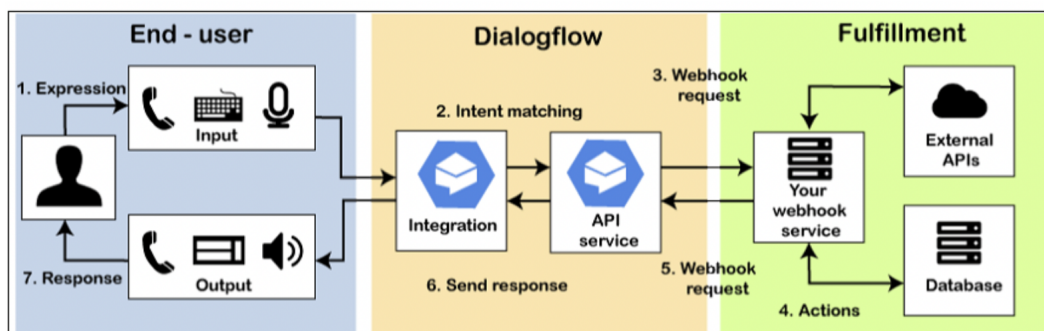 End - user
Dialogflow
Fulfillment
1. Expression
Input
2. Intent matching
3. Webhook
request
External
APIs
Integration
API
service
Your
webhook
service
7. Response
Output
6. Send response
5. Webhook
request
4. Actions
Database